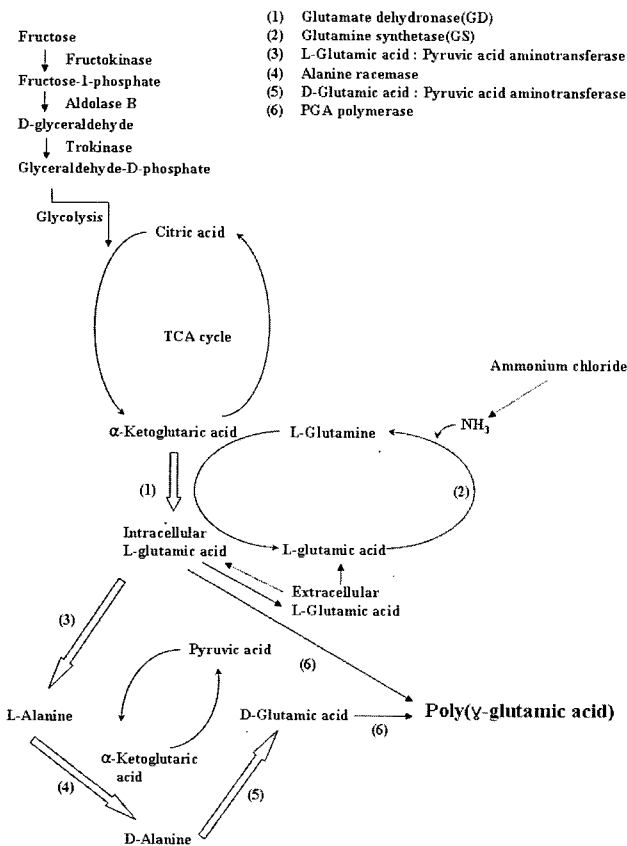 (1) Glutamate dehydronase(GD)
(2) Glutamine synthetase(GS)
(3) L-Glutamic acid : Pyruvic acid aminotransferase
(4) Alanine racemase
(5) D-Glutamic acid : Pyruvic acid aminotransferase
(6) PGA polymerase
Fructose
Fructokinase
Fructose-1-phosphate
Aldolase B
D-glyceraldehyde
Trokinase
Glyceraldehyde-D-phosphate
Glycolysis
Citric acid
TCA cycle
Ammonium chloride
NH3
α-Ketoglutaric acid
L-Glutamine
(1)
(2)
Intracellular
L-glutamic acid
L-glutamic acid
Extracellular
L-Glutamic acid
(3)
Pyruvic acid
(6)
L-Alanine
D-Glutamic acid
Poly(γ-glutamic acid)
(6)
α-Ketoglutaric
acid
(4)
(5)
D-Alanine